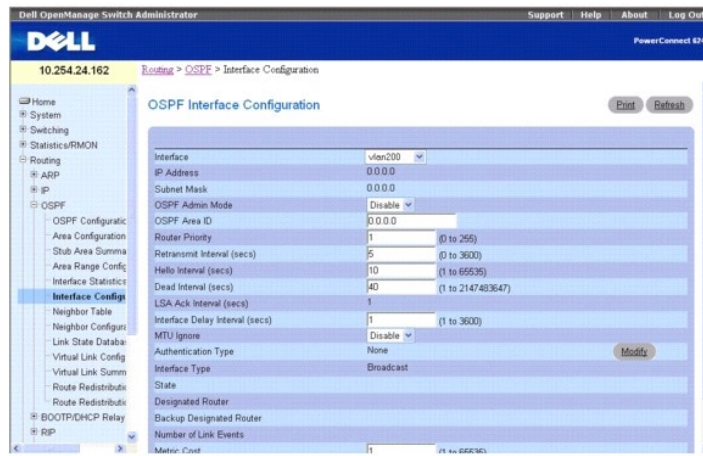 Dell OpenManage Switch Administrator
Support Help About Log Out
DELL
PowerConnect 624
10.254.24.162
Routing > OSPF > Interface Configuration
Home
System
Switching
Statistics/RMON
Routing
ARP
IP
OSPF
OSPF Configuratic
Area Configuration
Stub Area Summa
Area Range Config
Interface Statistics
Interface Configu
Neighbor Table
Neighbor Configura
Link State Databas
Virtual Link Config
Virtual Link Summ
Route Redistributic
Route Redistributic
BOOTP/DHCP Relay
RIP
OSPF Interface Configuration
Print Refresh
Interface vlan200
IP Address 0.0.0.0
Subnet Mask 0.0.0.0
OSPF Admin Mode Disable
OSPF Area ID 0.0.0.0
Router Priority 1 (0 to 255)
Retransmit Interval (secs) 5 (0 to 3600)
Hello Interval (secs) 10 (1 to 65535)
Dead Interval (secs) 40 (1 to 2147483647)
LSA Ack Interval (secs) 1
Interface Delay Interval (secs) 1 (1 to 3600)
MTU Ignore Disable
Authentication Type None Modify
Interface Type Broadcast
State
Designated Router
Backup Designated Router
Number of Link Events
Metric Cost 1 (1 to 65535)